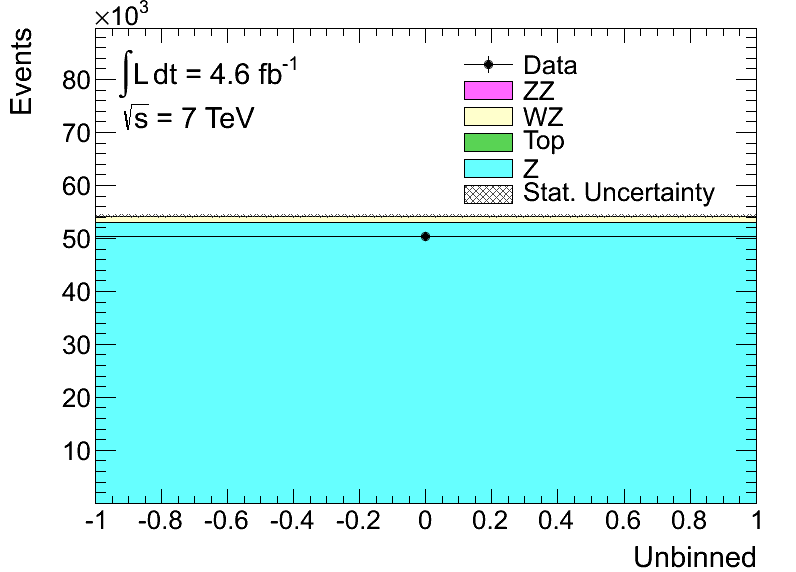 ×10³
Events
∫L dt = 4.6 fb⁻¹
√s = 7 TeV
Data
ZZ
WZ
Top
Z
Stat. Uncertainty
80
70
60
50
40
30
20
10
-1 -0.8 -0.6 -0.4 -0.2 0 0.2 0.4 0.6 0.8 1
Unbinned